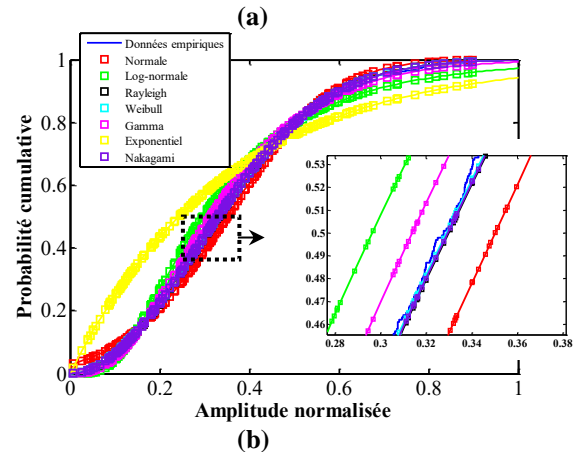 (a)
Données empiriques
Normale
Log-normale
Rayleigh
Weibull
Gamma
Exponentiel
Nakagami
Probabilité cumulative
1
0.8
0.6
0.4
0.2
0
0 0.2 0.4 0.6 0.8 1
0.53
0.52
0.51
0.5
0.49
0.48
0.47
0.46
0.28 0.3 0.32 0.34 0.36 0.38
Amplitude normalisée
(b)